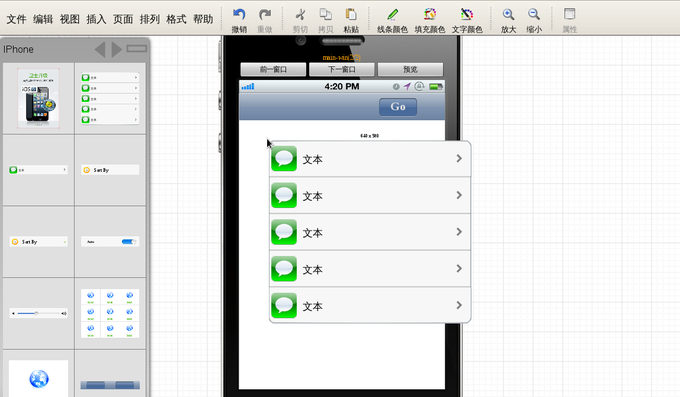 文件 编辑 视图 插入 页面 排列 格式 帮助
撤销 重做 剪切 拷贝 粘贴 线条颜色 填充颜色 文字颜色 放大 缩小 属性
IPhone
前一窗口 下一窗口 预览
4:20 PM
Go
文本
文本
文本
文本
文本
Sort By
Sort By